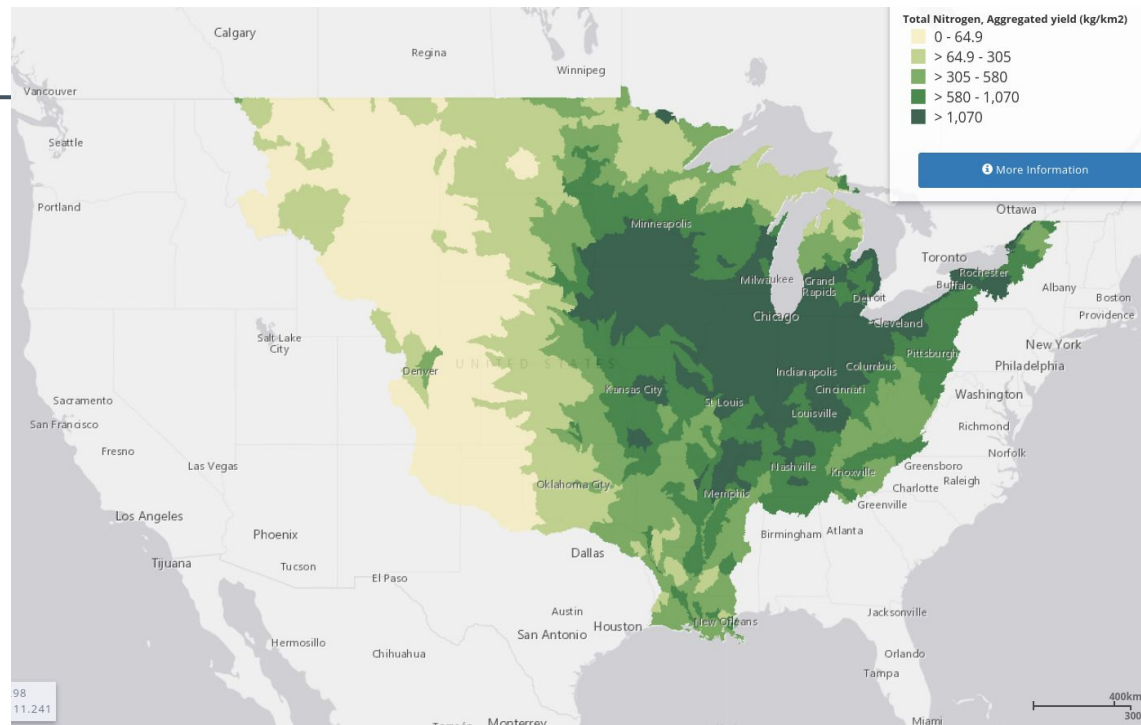 Total Nitrogen, Aggregated yield (kg/km2)
0 - 64.9
> 64.9 - 305
> 305 - 580
> 580 - 1,070
> 1,070
More Information
Calgary
Regina
Winnipeg
Vancouver
Seattle
Portland
Minneapolis
Ottawa
Toronto
Rochester
Milwaukee
Grand
Rapids
Buffalo
Albany
Detroit
Boston
Providence
Chicago
Cleveland
Salt Lake
City
New York
Pittsburgh
UNITED STATES
Denver
Indianapolis
Columbus
Philadelphia
Kansas City
Cincinnati
Washington
Sacramento
St Louis
Louisville
San Francisco
Richmond
Fresno
Norfolk
Las Vegas
Nashville
Knoxville
Greensboro
Raleigh
Oklahoma City
Memphis
Charlotte
Greenville
Los Angeles
Phoenix
Birmingham
Atlanta
Dallas
Tijuana
Tucson
El Paso
Austin
Jacksonville
San Antonio
Houston
New Orleans
Hermosillo
Chihuahua
Orlando
Tampa
98
11.241
400km
300
Monterrey
Miami